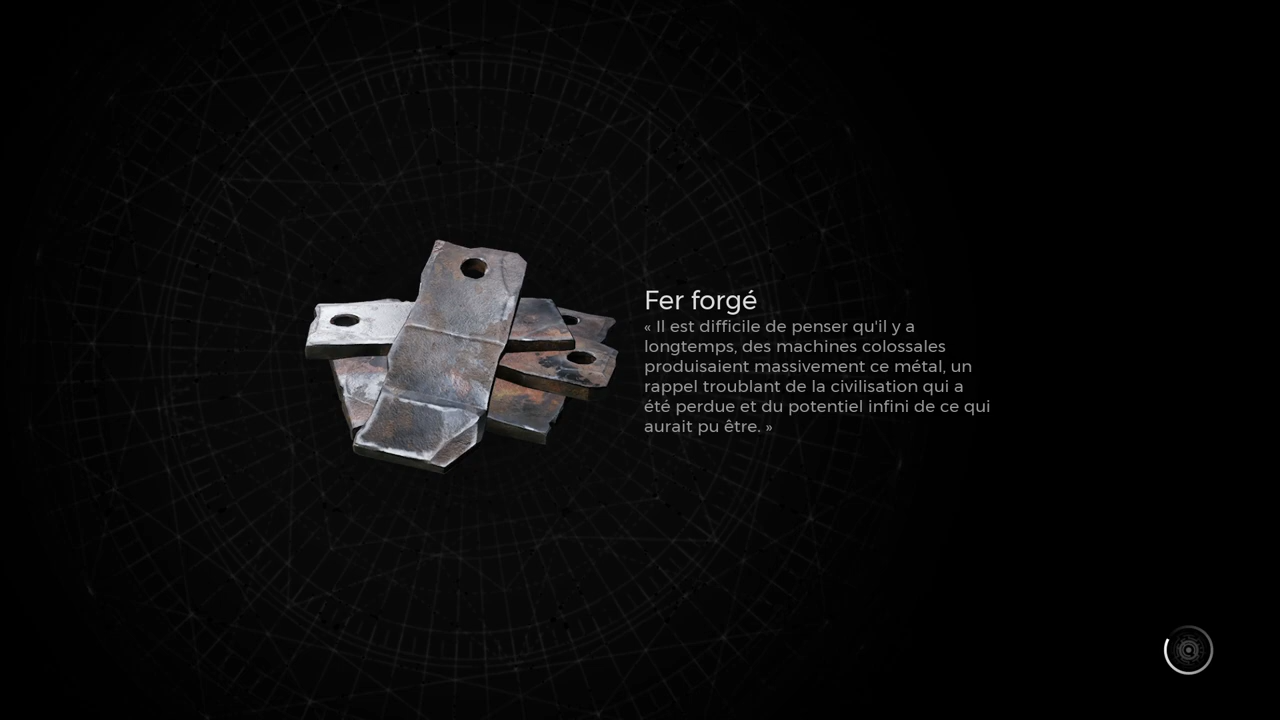 Fer forgé
« Il est difficile de penser qu'il y a
longtemps, des machines colossales
produisaient massivement ce métal, un
rappel troublant de la civilisation qui a
été perdue et du potentiel infini de ce qui
aurait pu être. »